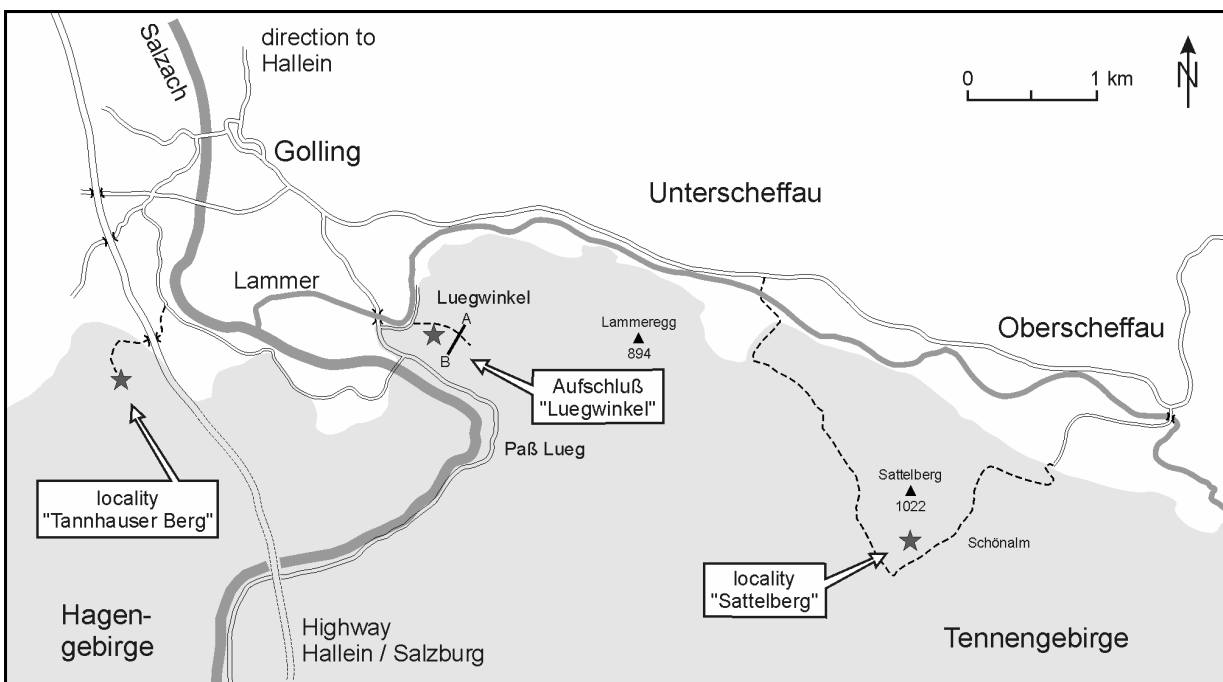 Salzach
direction to
Hallein
0
1 km
N
Golling
Unterscheffau
Lammer
Luegwinkel
A
B
Lammeregg
894
Oberscheffau
Aufschluß
"Luegwinkel"
Paß Lueg
locality
"Tannhauser Berg"
Sattelberg
1022
Schönalm
locality
"Sattelberg"
Hagen-
gebirge
Highway
Hallein / Salzburg
Tennengebirge